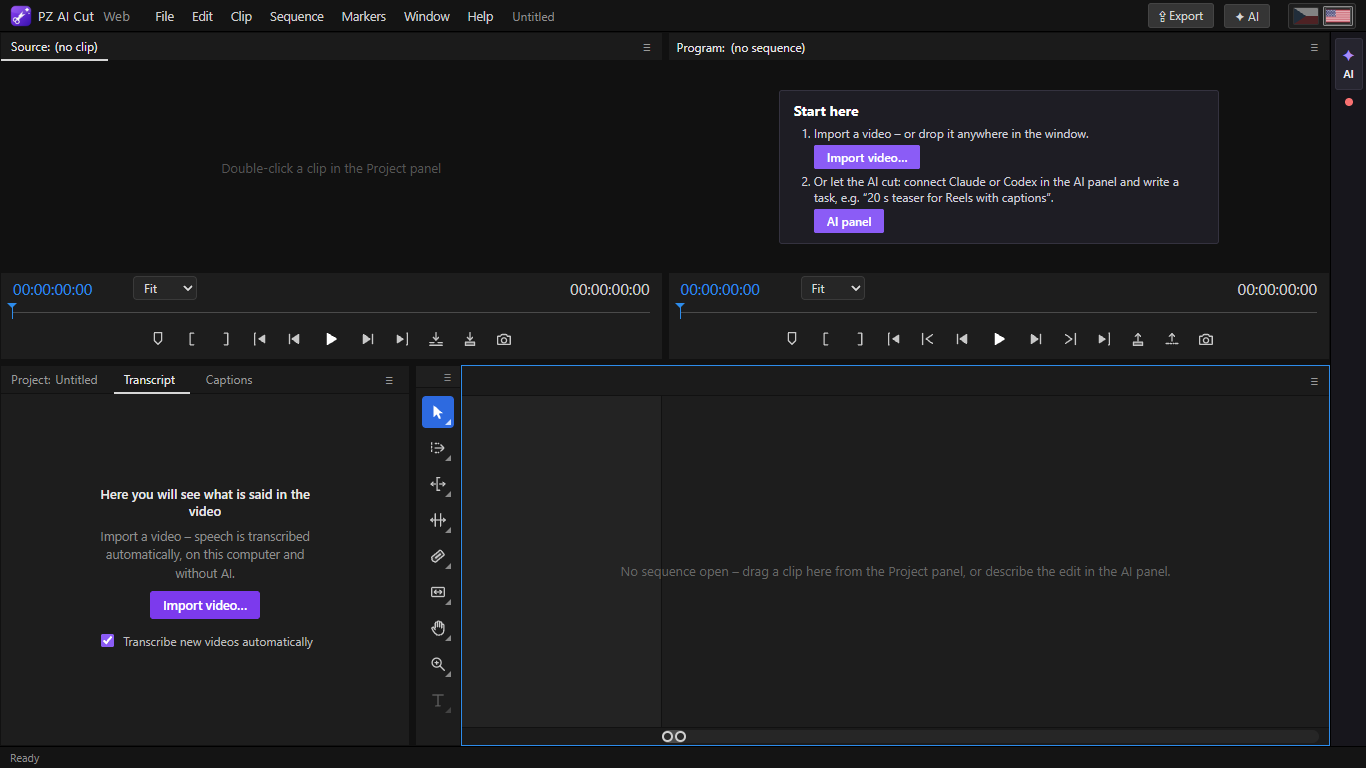 PZ AI Cut Web File Edit Clip Sequence Markers Window Help Untitled Export AI
Source: (no clip)
Program: (no sequence)
AI
Double-click a clip in the Project panel
Start here
1. Import a video – or drop it anywhere in the window.
Import video...
2. Or let the AI cut: connect Claude or Codex in the AI panel and write a
task, e.g. “20 s teaser for Reels with captions”.
AI panel
00:00:00:00 Fit 00:00:00:00
00:00:00:00 Fit 00:00:00:00
Project: Untitled Transcript Captions
Here you will see what is said in the
video
Import a video – speech is transcribed
automatically, on this computer and
without AI.
Import video...
Transcribe new videos automatically
No sequence open – drag a clip here from the Project panel, or describe the edit in the AI panel.
Ready